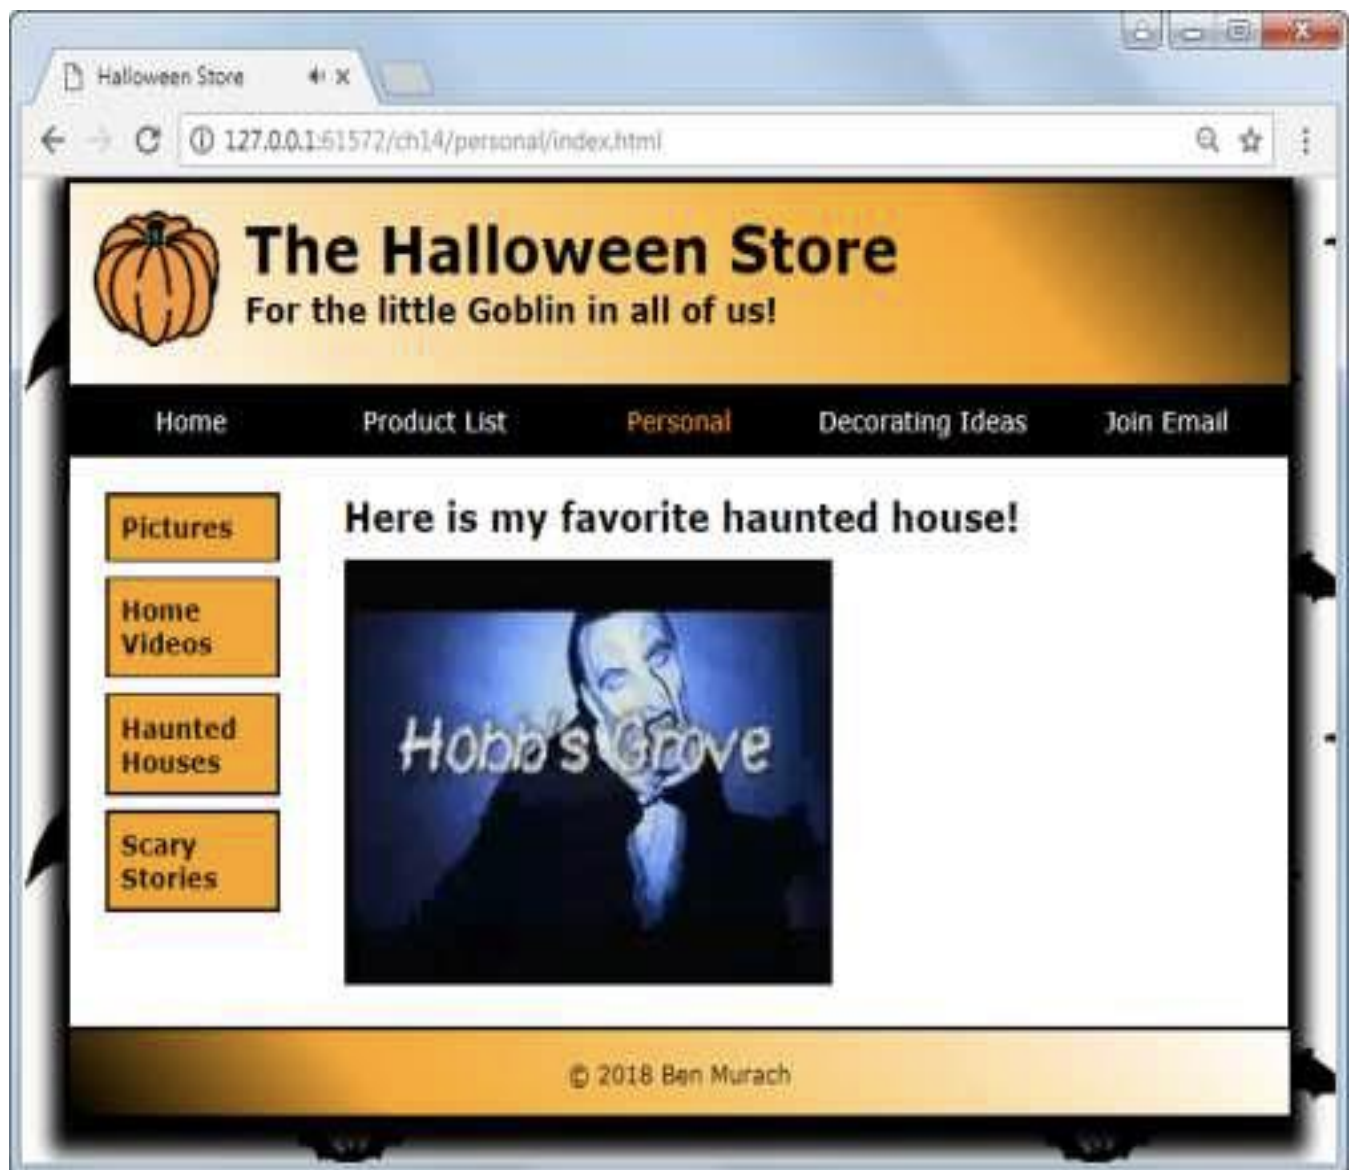 Halloween Store
127.0.0.1:61572/ch14/personal/index.html
The Halloween Store
For the little Goblin in all of us!
Home Product List Personal Decorating Ideas Join Email
Pictures
Home
Videos
Haunted
Houses
Scary
Stories
Here is my favorite haunted house!
Hobb's Grove
© 2018 Ben Murach